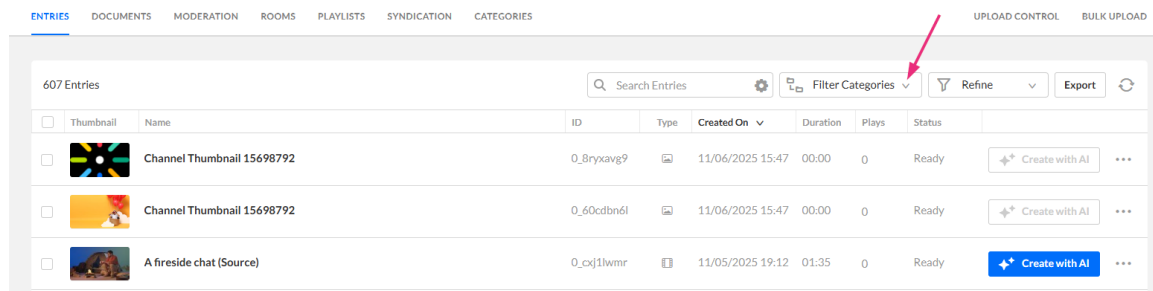 ENTRIES DOCUMENTS MODERATION ROOMS PLAYLISTS SYNDICATION CATEGORIES UPLOAD CONTROL BULK UPLOAD
607 Entries Search Entries Filter Categories Refine Export
Thumbnail Name ID Type Created On Duration Plays Status
Channel Thumbnail 15698792 0_8ryxavg9 11/06/2025 15:47 00:00 0 Ready Create with AI
Channel Thumbnail 15698792 0_60cdbn6l 11/06/2025 15:47 00:00 0 Ready Create with AI
A fireside chat (Source) 0_cxj1lwmr 11/05/2025 19:12 01:35 0 Ready Create with AI